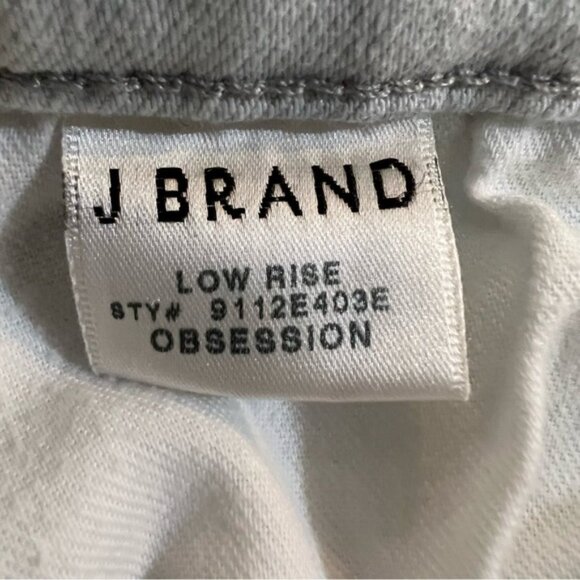 J BRAND
LOW RISE
STY# 9112E403E
OBSESSION